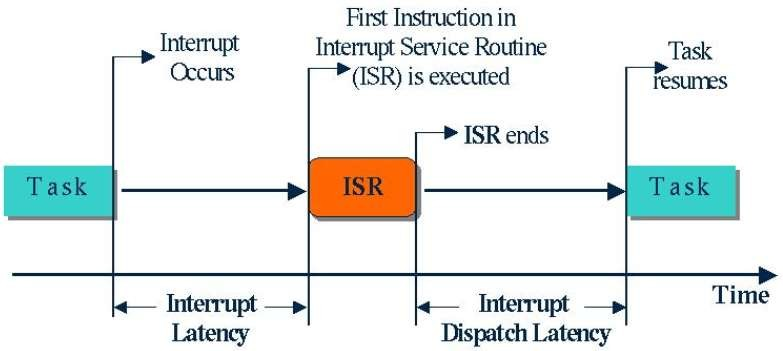 Interrupt
Occurs
First Instruction in
Interrupt Service Routine
(ISR) is executed
Task
resumes
ISR ends
Task
ISR
Task
Time
Interrupt
Latency
Interrupt
Dispatch Latency